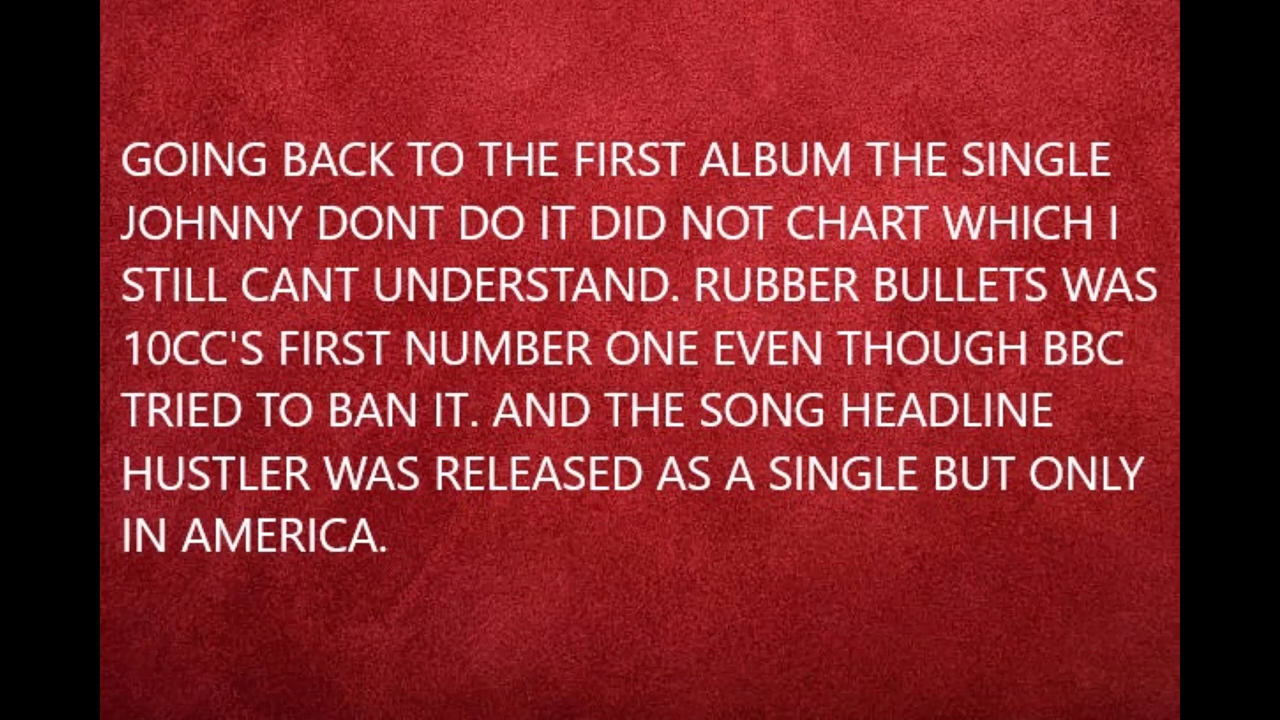 GOING BACK TO THE FIRST ALBUM THE SINGLE
JOHNNY DONT DO IT DID NOT CHART WHICH I
STILL CANT UNDERSTAND. RUBBER BULLETS WAS
10CC'S FIRST NUMBER ONE EVEN THOUGH BBC
TRIED TO BAN IT. AND THE SONG HEADLINE
HUSTLER WAS RELEASED AS A SINGLE BUT ONLY
IN AMERICA.